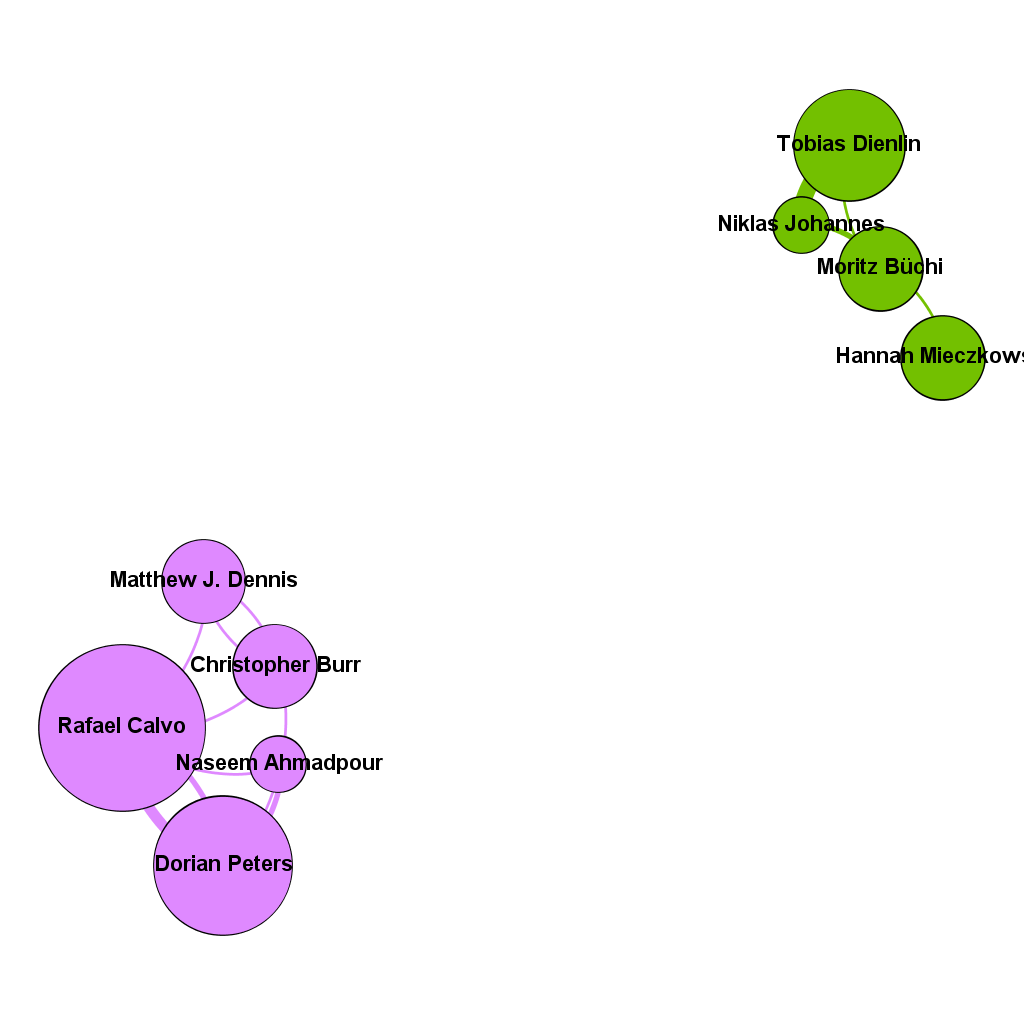 Tobias Dienlin
Niklas Johannes
Moritz Büchi
Hannah Mieczkows
Matthew J. Dennis
Christopher Burr
Rafael Calvo
Naseem Ahmadpour
Dorian Peters